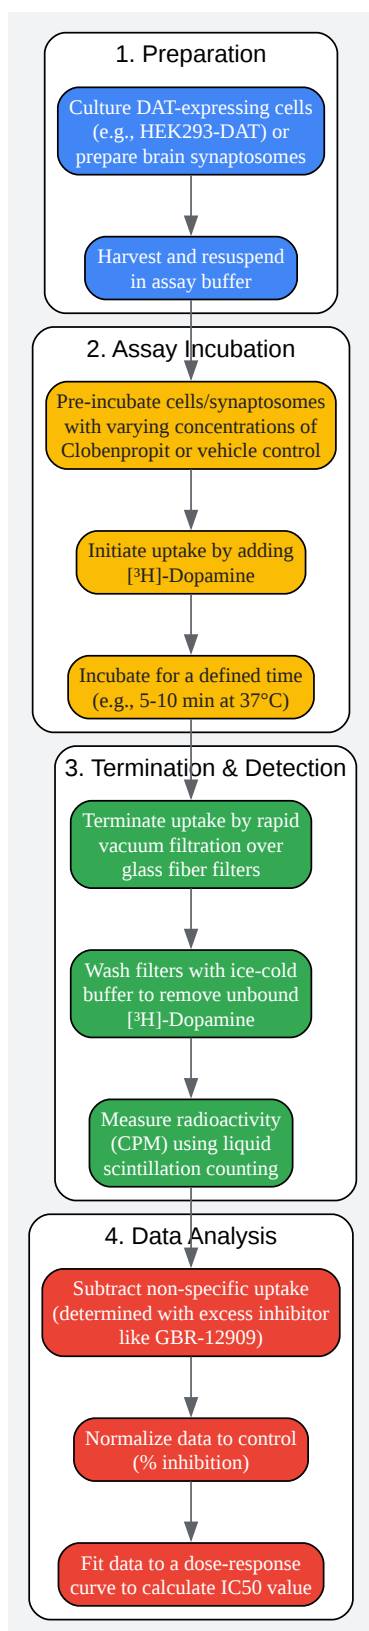 1. Preparation
Culture DAT-expressing cells
(e.g., HEK293-DAT) or
prepare brain synaptosomes
Harvest and resuspend
in assay buffer
2. Assay Incubation
Pre-incubate cells/synaptosomes
with varying concentrations of
Clobenpropit or vehicle control
Initiate uptake by adding
[³H]-Dopamine
Incubate for a defined time
(e.g., 5-10 min at 37°C)
3. Termination & Detection
Terminate uptake by rapid
vacuum filtration over
glass fiber filters
Wash filters with ice-cold
buffer to remove unbound
[³H]-Dopamine
Measure radioactivity
(CPM) using liquid
scintillation counting
4. Data Analysis
Subtract non-specific uptake
(determined with excess inhibitor
like GBR-12909)
Normalize data to control
(% inhibition)
Fit data to a dose-response
curve to calculate IC50 value